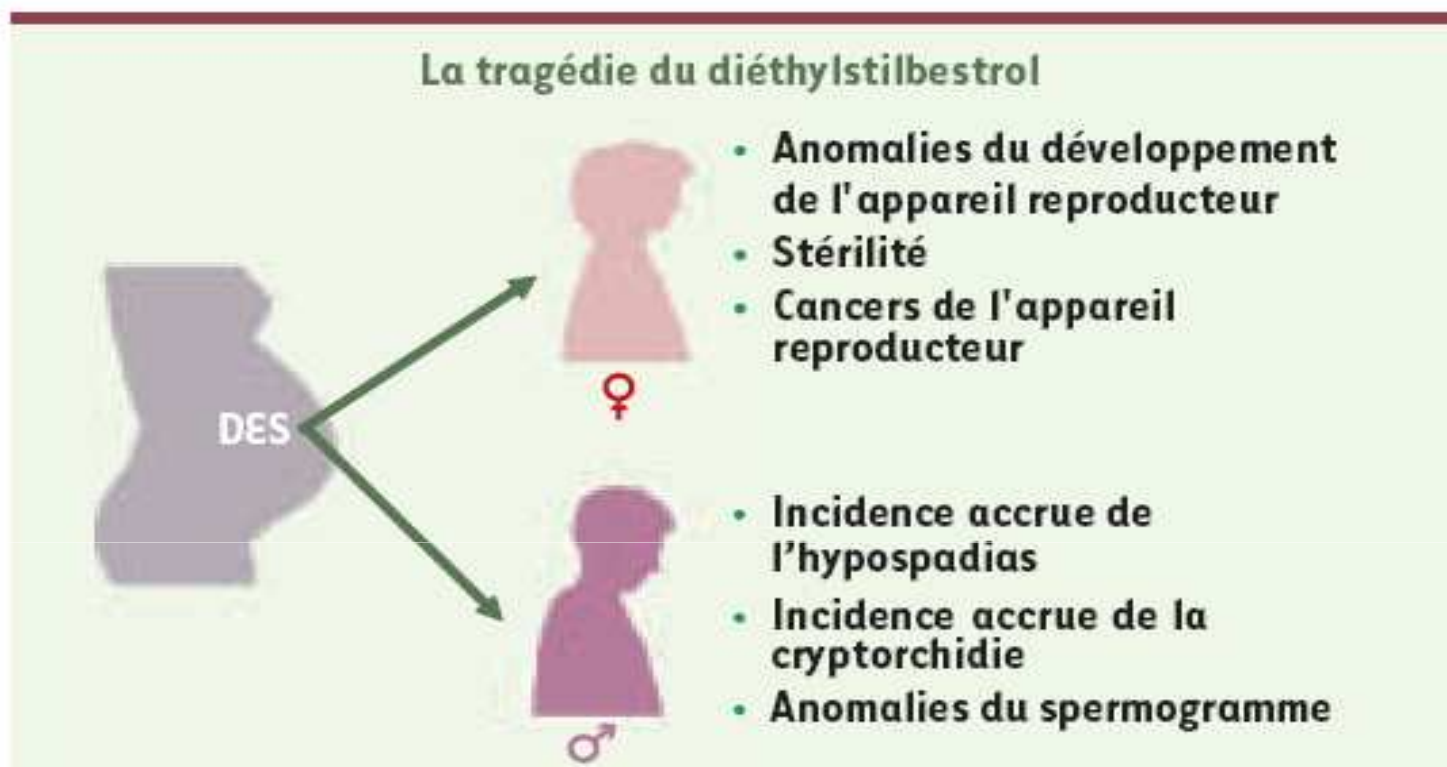 La tragédie du diéthylstilbestrol
• Anomalies du développement
de l'appareil reproducteur
• Stérilité
• Cancers de l'appareil
reproducteur
DES
♀
• Incidence accrue de
l’hypospadias
• Incidence accrue de la
cryptorchidie
• Anomalies du spermogramme
♂